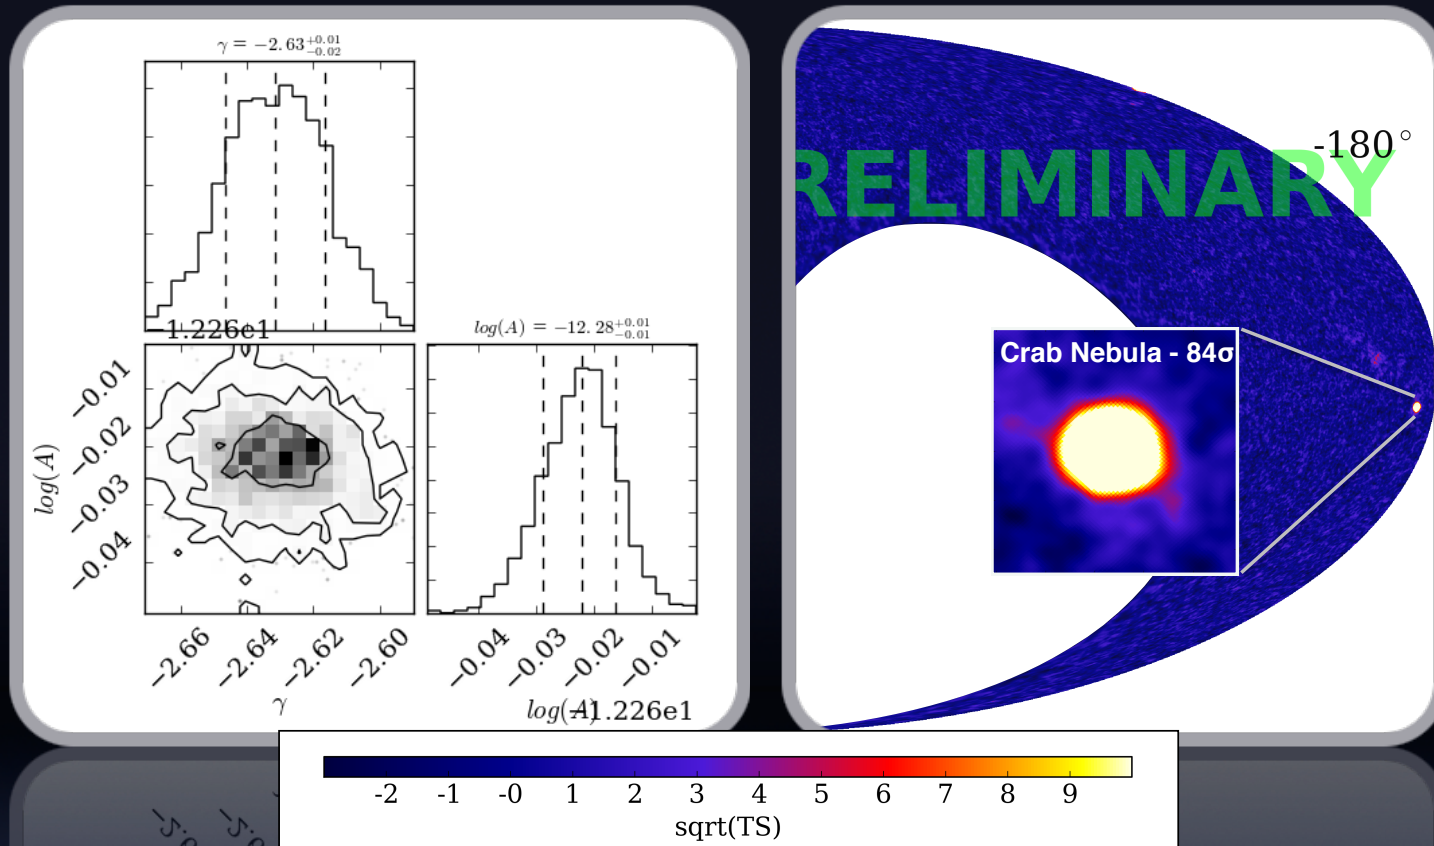 γ = −2.63+0.01−0.02
−1.226e1
log(A) = −12.28+0.01−0.01
log(A)
−0.01
−0.02
−0.03
−0.04
−2.66
−2.64
−2.62
−2.60
γ
−0.04
−0.03
−0.02
−0.01
log(A)
−1.226e1
-180°
RELIMINARY
Crab Nebula - 84σ
-2 -1 -0 1 2 3 4 5 6 7 8 9
sqrt(TS)